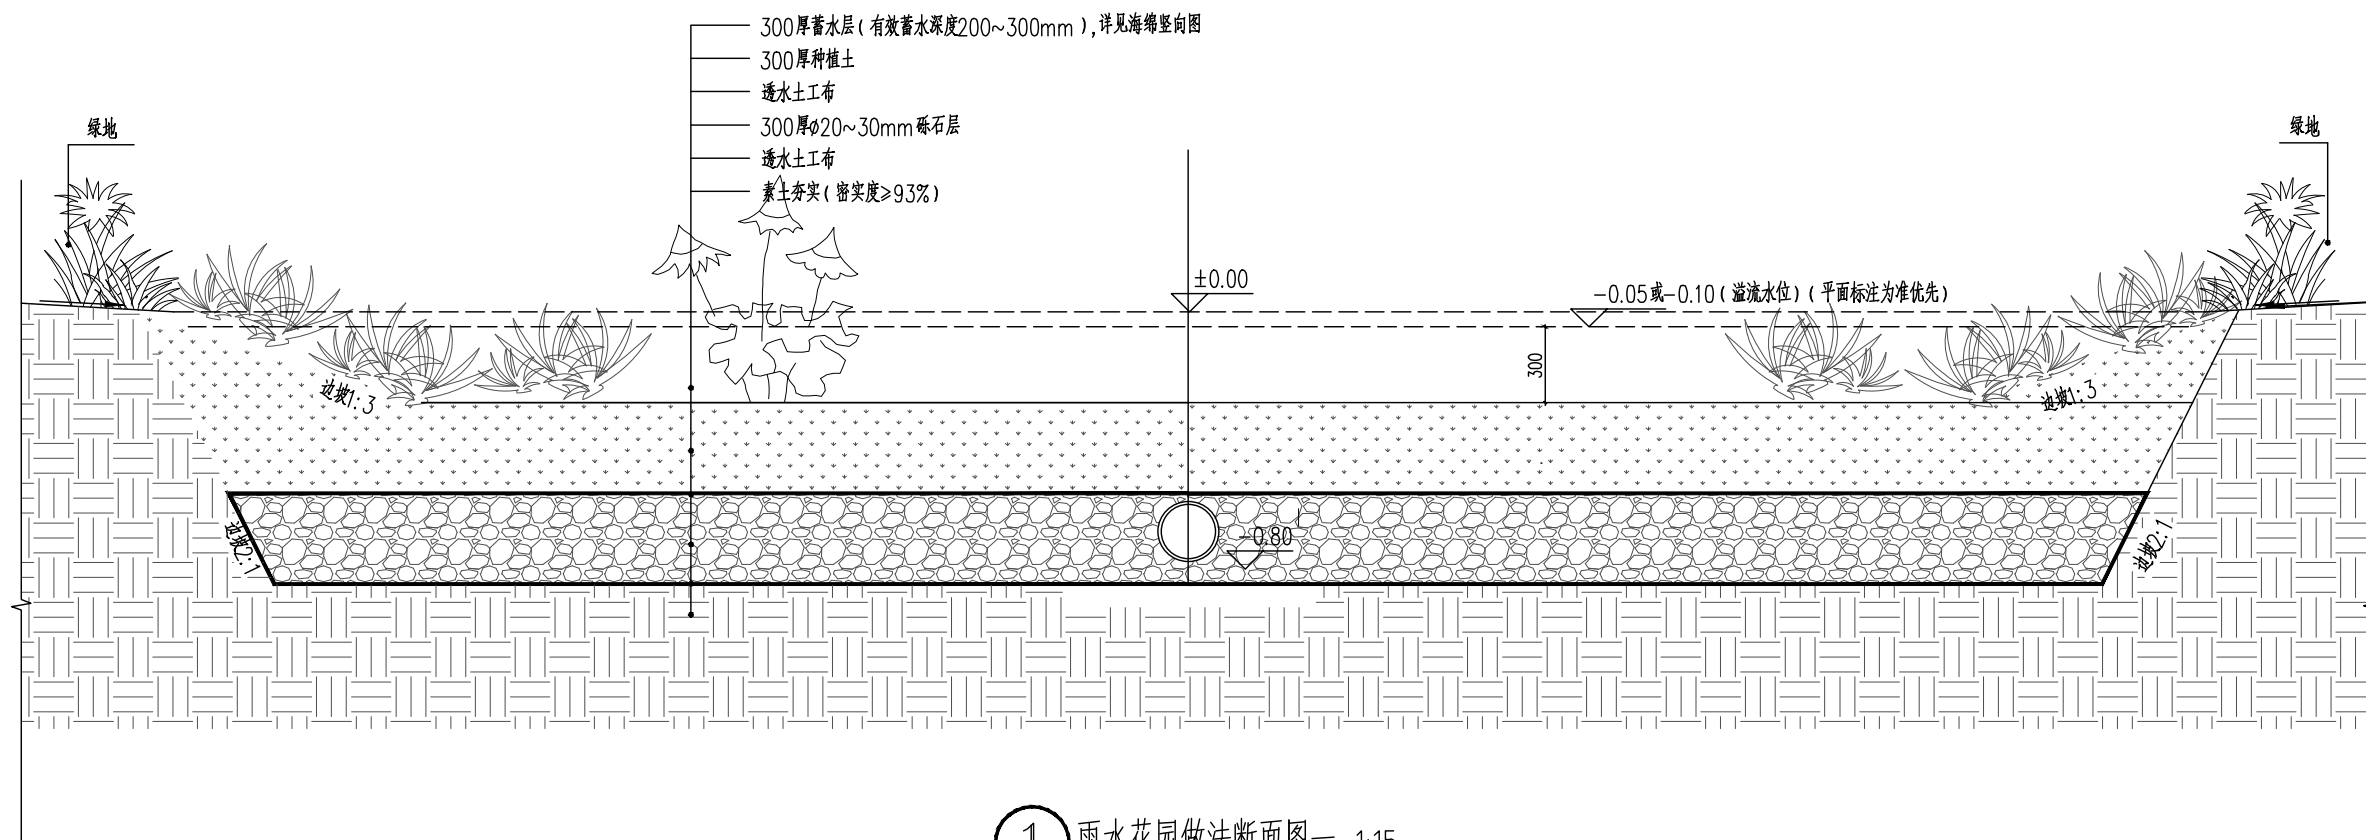 300厚蓄水层(有效蓄水深度200~300mm),详见海绵竖向图
300厚种植土
透水土工布
300厚ø20~30mm砾石层
透水土工布
素土夯实(密实度≥93%)
绿地
绿地
±0.00
-0.05或-0.10(溢流水位)(平面标注为准优先)
300
边坡1:3
边坡1:3
-0.80
边坡2:1
边坡2:1
1 雨水花园做法断面图一 1:15